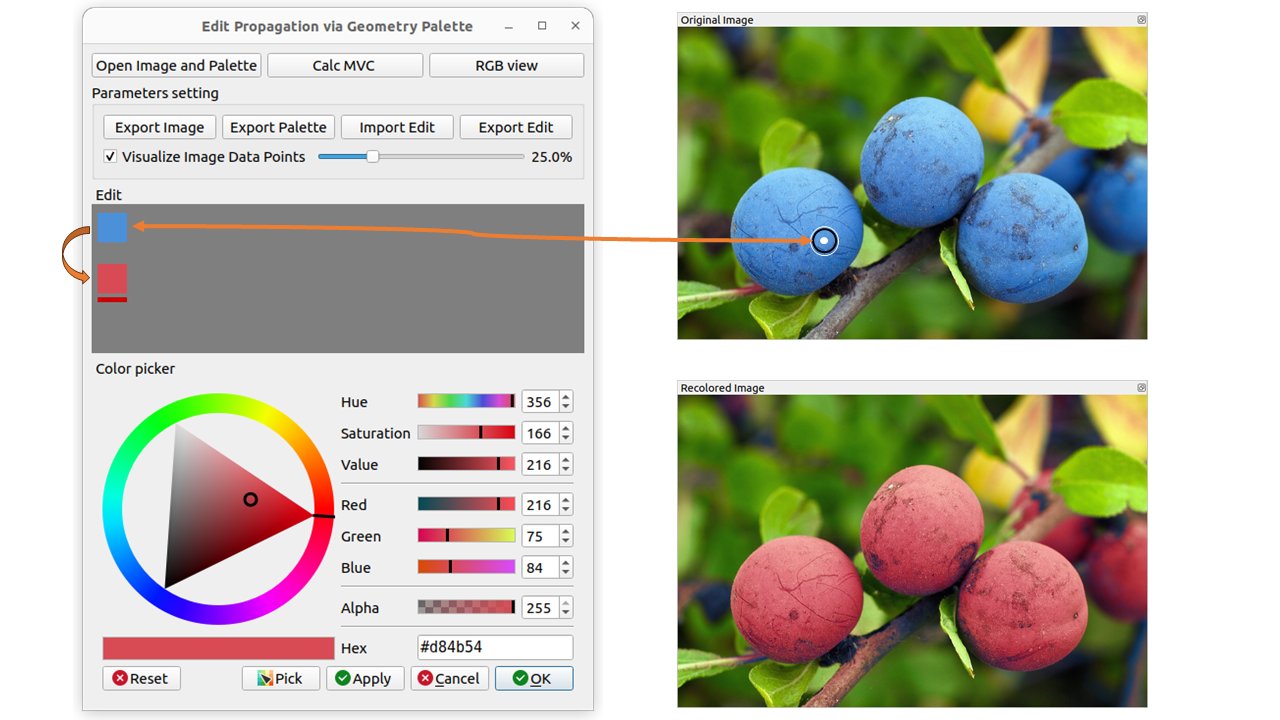 Edit Propagation via Geometry Palette
Open Image and Palette
Calc MVC
RGB view
Parameters setting
Export Image
Export Palette
Import Edit
Export Edit
Visualize Image Data Points
25.0%
Edit
Color picker
Hue
356
Saturation
166
Value
216
Red
216
Green
75
Blue
84
Alpha
255
Hex
#d84b54
Reset
Pick
Apply
Cancel
OK
Original Image
Recolored Image